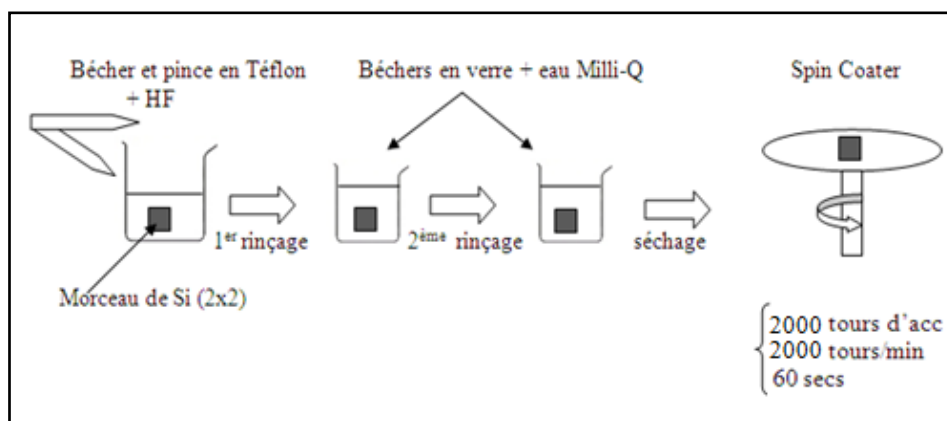 Bécher et pince en Téflon
+ HF
Béchers en verre + eau Milli-Q
Spin Coater
1er rinçage
2ème rinçage
séchage
Morceau de Si (2x2)
2000 tours d'acc
2000 tours/min
60 secs